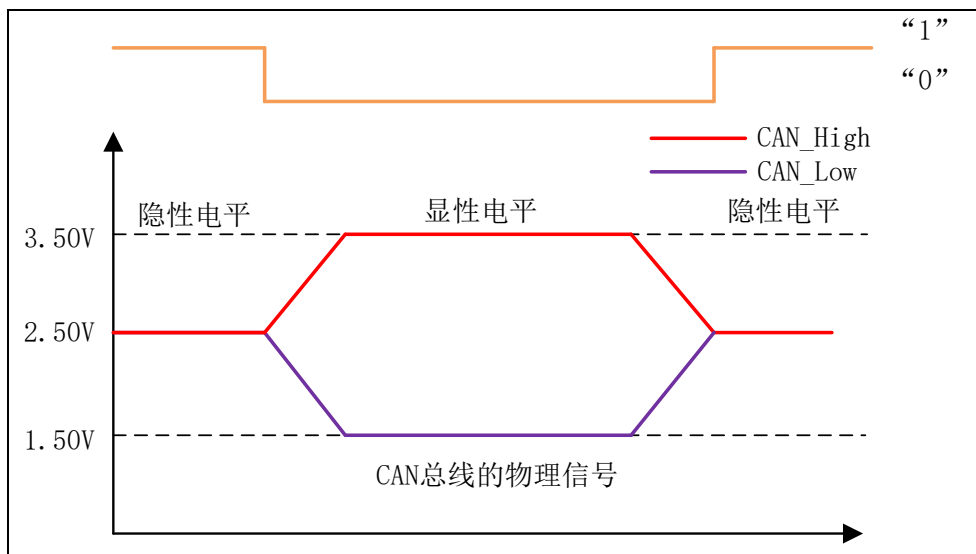 “1”
“0”
CAN_High
CAN_Low
隐性电平
显性电平
隐性电平
3.50V
2.50V
1.50V
CAN总线的物理信号